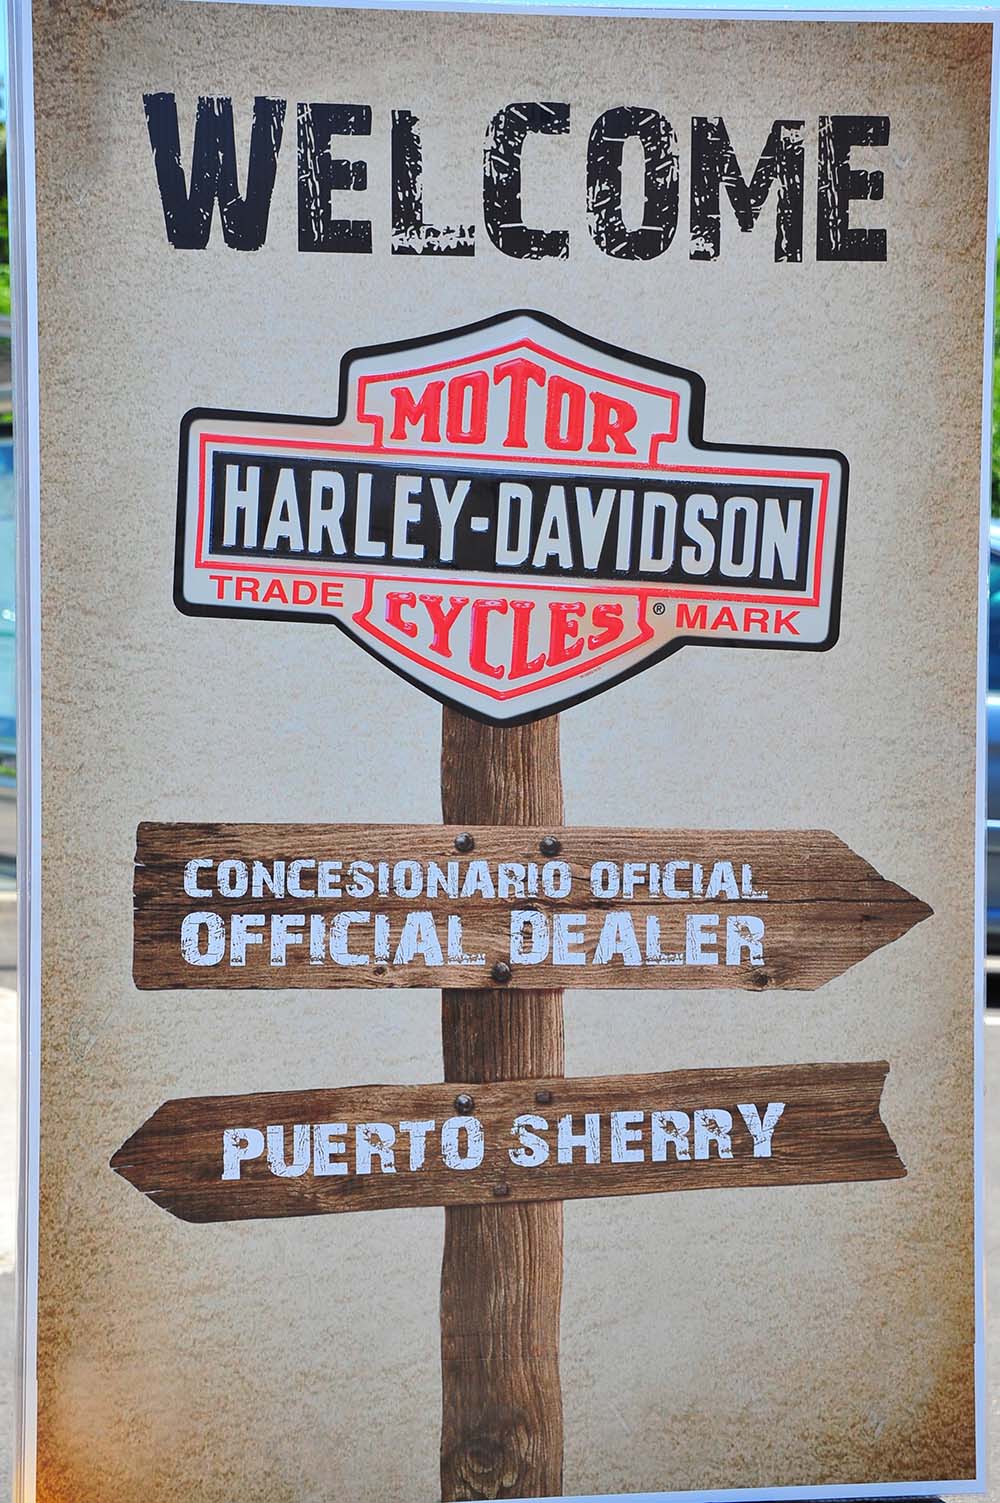 WELCOME
MOTOR
HARLEY-DAVIDSON
TRADE CYCLES ® MARK
CONCESIONARIO OFICIAL
OFFICIAL DEALER
PUERTO SHERRY